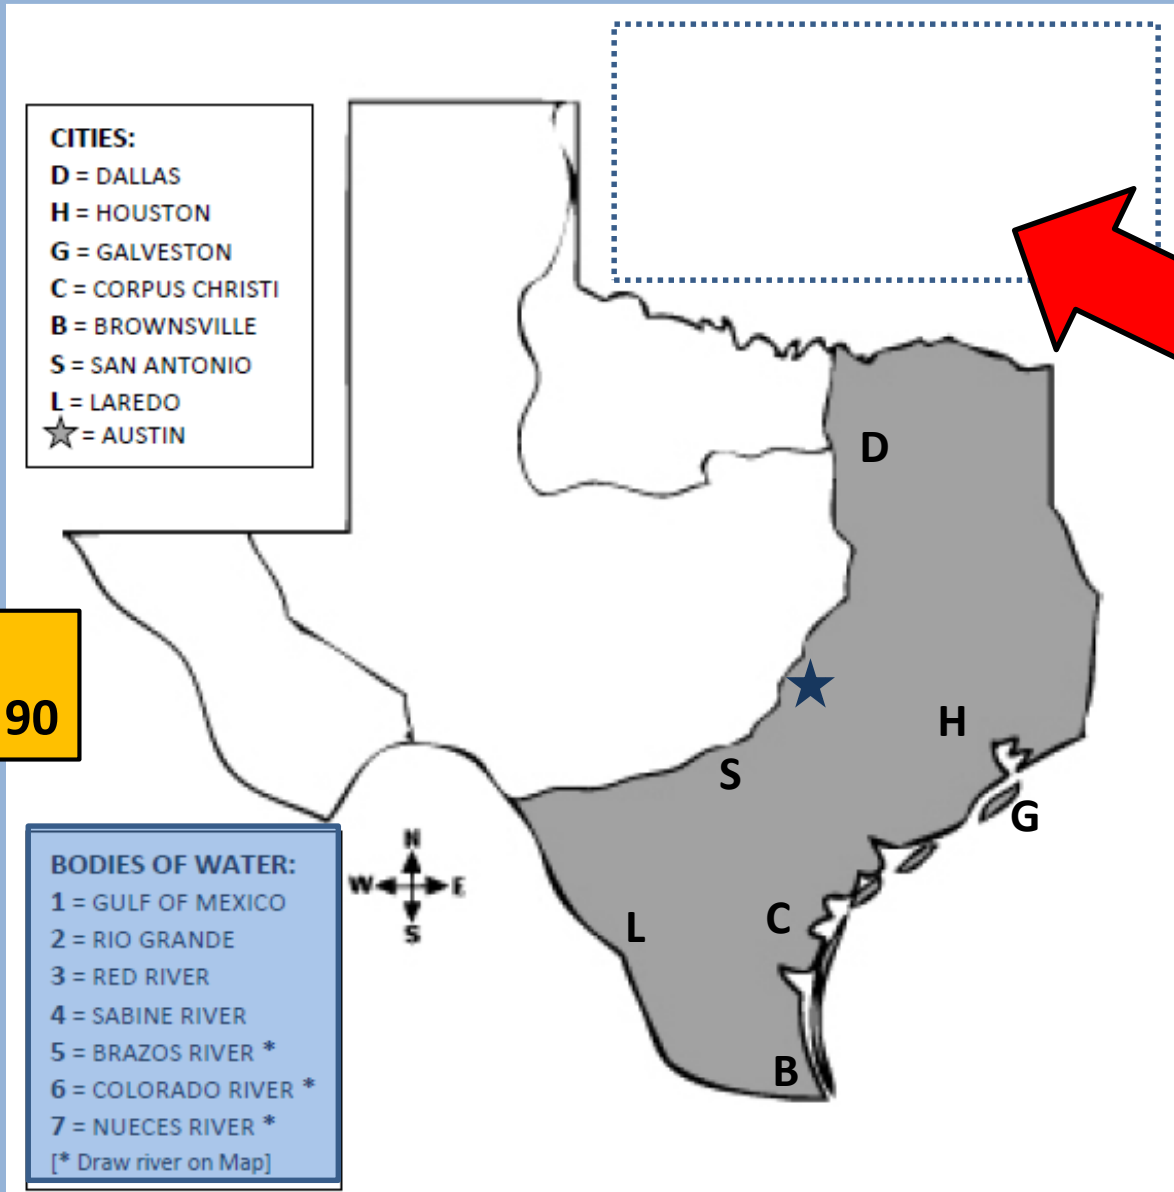 CITIES:
D = DALLAS
H = HOUSTON
G = GALVESTON
C = CORPUS CHRISTI
B = BROWNSVILLE
S = SAN ANTONIO
L = LAREDO
= AUSTIN
D
H
S
G
90
N
W E
S
L
C
B
BODIES OF WATER:
1 = GULF OF MEXICO
2 = RIO GRANDE
3 = RED RIVER
4 = SABINE RIVER
5 = BRAZOS RIVER *
6 = COLORADO RIVER *
7 = NUECES RIVER *
[* Draw river on Map]